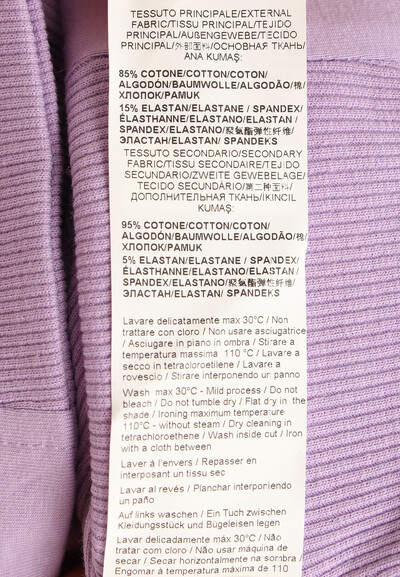 TESSUTO PRINCIPALE/EXTERNAL
FABRIC/TISSU PRINCIPAL/TEJIDO
PRINCIPAL/AUßENGEWEBE/TECIDO
PRINCIPAL/外部面料/ОСНОВНАЯ ТКАНЬ/
ANA KUMAŞ:
85% COTONE/COTTON/COTON/
ALGODÓN/BAUMWOLLE/ALGODÃO/棉/
ХЛОПОК/PAMUK
15% ELASTAN/ELASTANE / SPANDEX/
ÉLASTHANNE/ELASTANO/ELASTAN /
SPANDEX/ELASTANO/聚氨酯弹性纤维/
ЭЛАСТАН/ELASTAN/ SPANDEKS
TESSUTO SECONDARIO/SECONDARY
FABRIC/TISSU SECONDAIRE/TEJIDO
SECUNDARIO/ZWEITE GEWEBELAGE/
TECIDO SECUNDÁRIO/第二种面料/
ДОПОЛНИТЕЛЬНАЯ ТКАНЬ/İKİNCİL
KUMAŞ:
95% COTONE/COTTON/COTON/
ALGODÓN/BAUMWOLLE/ALGODÃO/棉/
ХЛОПОК/PAMUK
5% ELASTAN/ELASTANE / SPANDEX/
ÉLASTHANNE/ELASTANO/ELASTAN /
SPANDEX/ELASTANO/聚氨酯弹性纤维/
ЭЛАСТАН/ELASTAN/ SPANDEKS
Lavare delicatamente max 30°C / Non
trattare con cloro / Non usare asciugatrice
/ Asciugare in piano in ombra / Stirare a
temperatura massima 110 °C / Lavare a
secco in tetracloroetilene / Lavare a
rovescio / Stirare interponendo un panno
Wash max 30°C - Mild process / Do not
bleach / Do not tumble dry / Flat dry in the
shade / Ironing maximum temperature
110°C - without steam / Dry cleaning in
tetrachloroethene / Wash inside out / Iron
with a cloth between
Laver à l'envers / Repasser en
interposant un tissu sec
Lavar al revés / Planchar interponiendo
un paño
Auf links waschen / Ein Tuch zwischen
Kleidungsstück und Bügeleisen legen
Lavar delicadamente máx 30°C / Não
tratar com cloro / Não usar máquina de
secar / Secar horizontalmente na sombra /
Engomar à temperatura máxima de 110